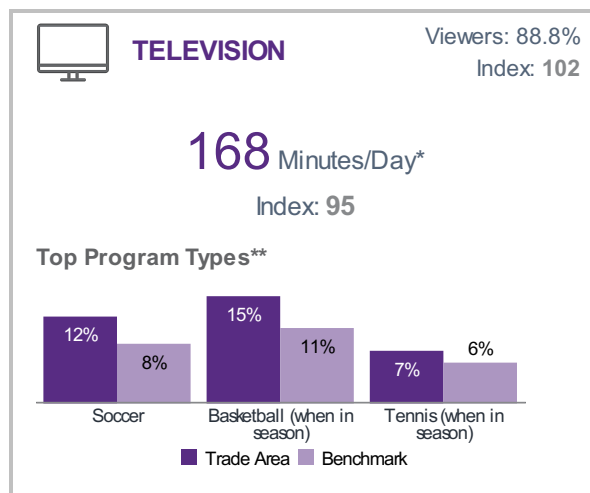 TELEVISION
Viewers: 88.8%
Index: 102
168 Minutes/Day*
Index: 95
Top Program Types**
12%
8%
15%
11%
7%
6%
Soccer
Basketball (when in
season)
Tennis (when in
season)
Trade Area
Benchmark